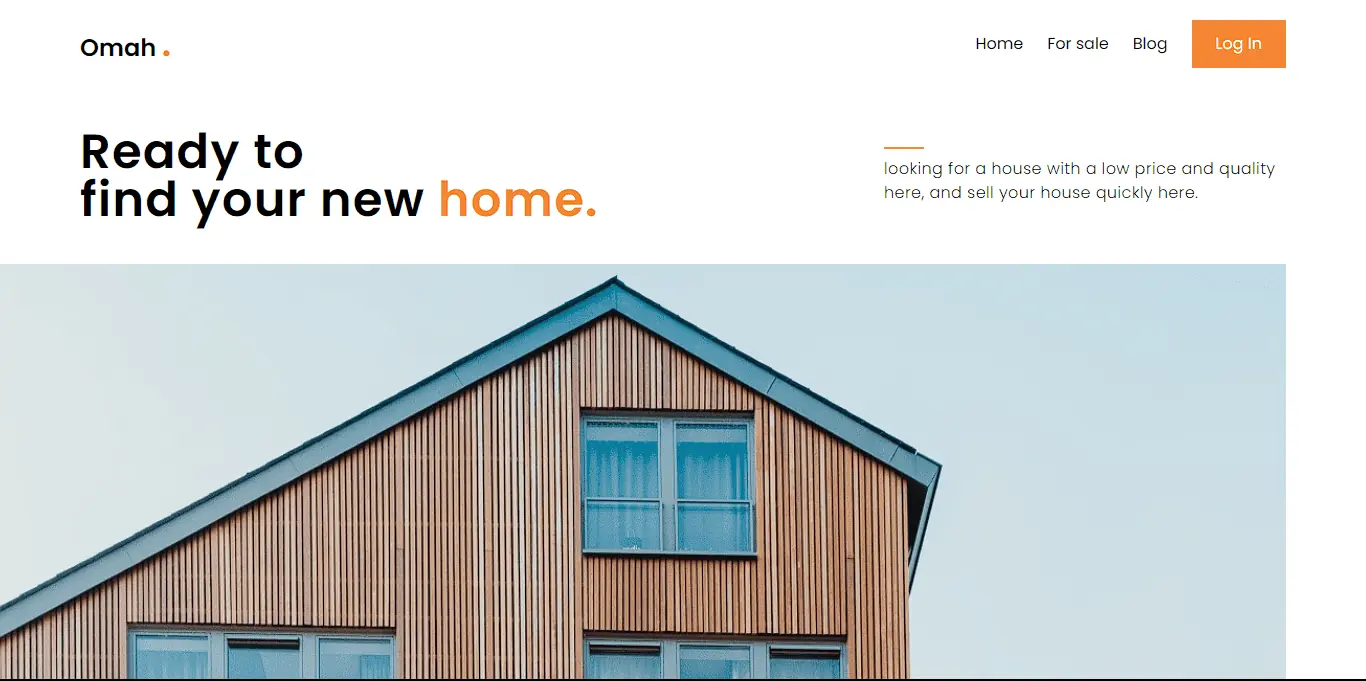 Omah .
Home
For sale
Blog
Log In
Ready to
find your new home.
looking for a house with a low price and quality
here, and sell your house quickly here.